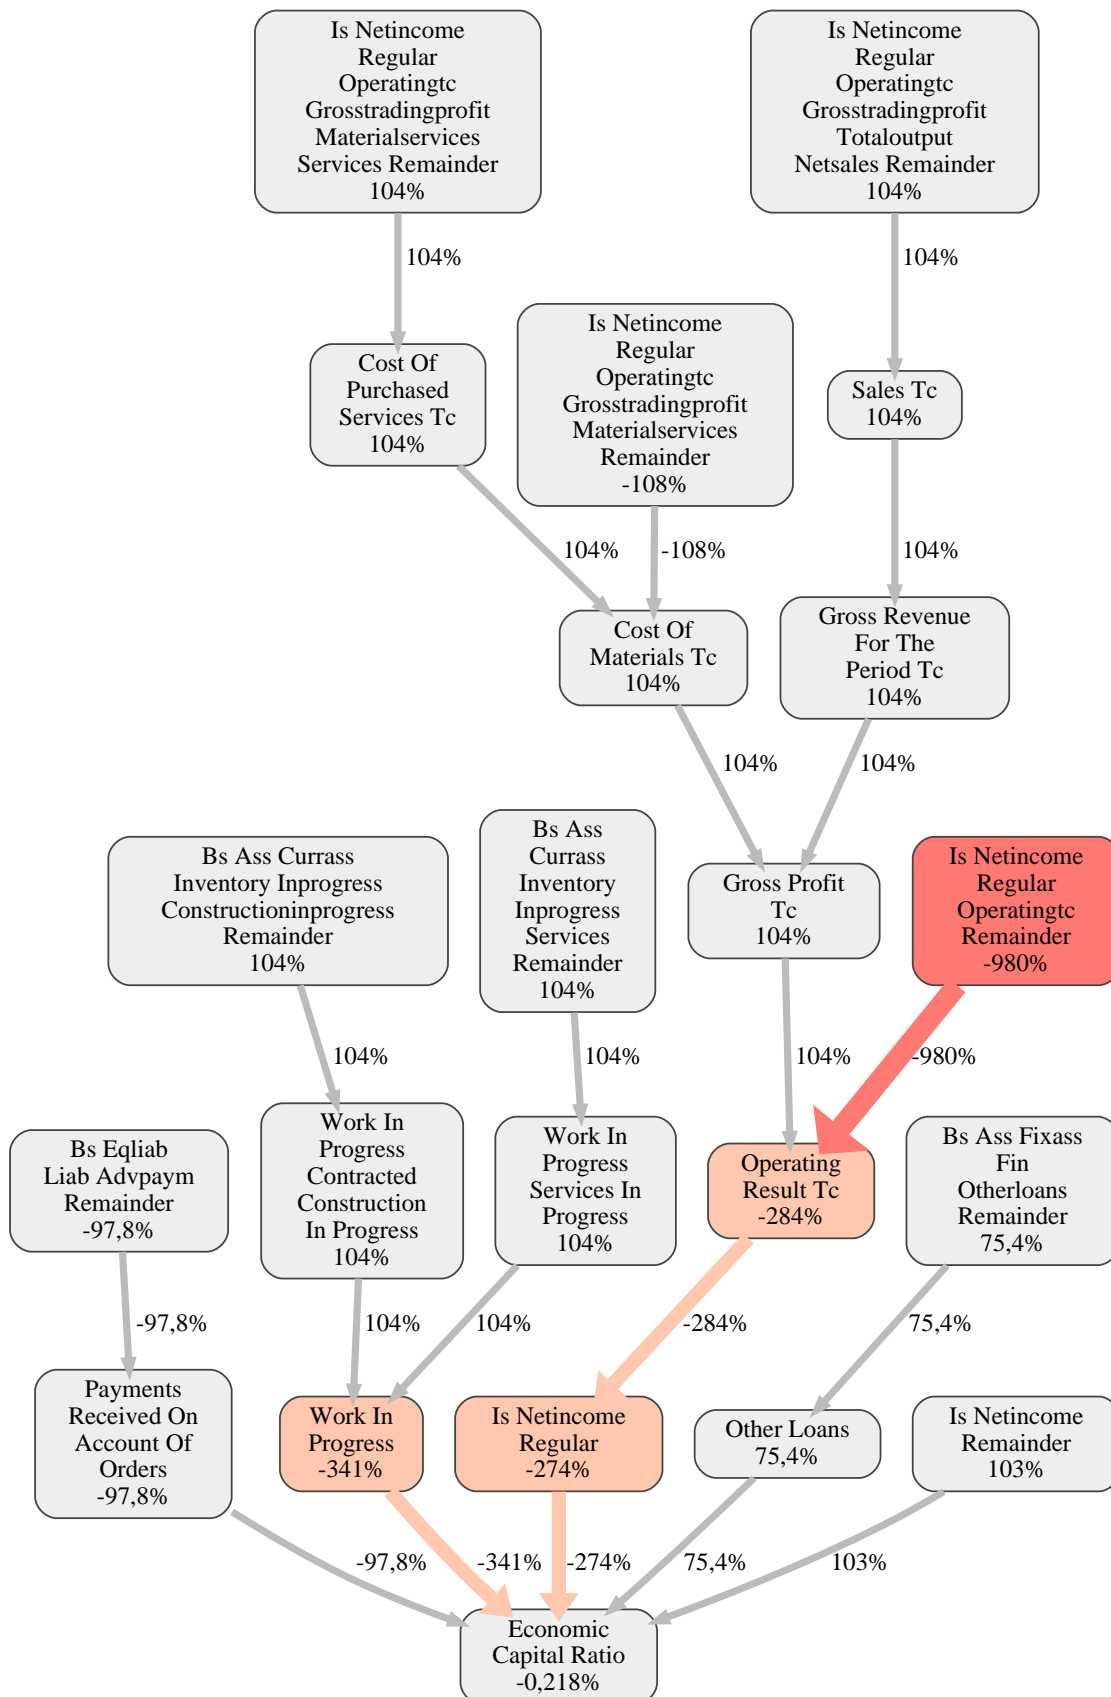 Is Netincome
Regular
Operatingtc
Grosstradingprofit
Materialservices
Services Remainder
104%
Is Netincome
Regular
Operatingtc
Grosstradingprofit
Totaloutput
Netsales Remainder
104%
104%
104%
Is Netincome
Regular
Operatingtc
Grosstradingprofit
Materialservices
Remainder
-108%
Cost Of
Purchased
Services Tc
104%
Sales Tc
104%
104%
-108%
104%
Cost Of
Materials Tc
104%
Gross Revenue
For The
Period Tc
104%
104%
104%
Bs Ass Currass
Inventory Inprogress
Constructioninprogress
Remainder
104%
Bs Ass
Currass
Inventory
Inprogress
Services
Remainder
104%
Gross Profit
Tc
104%
Is Netincome
Regular
Operatingtc
Remainder
-980%
104%
104%
104%
-980%
Bs Eqliab
Liab Advpaym
Remainder
-97,8%
Work In
Progress
Contracted
Construction
In Progress
104%
Work In
Progress
Services In
Progress
104%
Operating
Result Tc
-284%
Bs Ass Fixass
Fin
Otherloans
Remainder
75,4%
-97,8%
104%
104%
-284%
75,4%
Payments
Received On
Account Of
Orders
-97,8%
Work In
Progress
-341%
Is Netincome
Regular
-274%
Other Loans
75,4%
Is Netincome
Remainder
103%
-97,8%
-341%
-274%
75,4%
103%
Economic
Capital Ratio
-0,218%